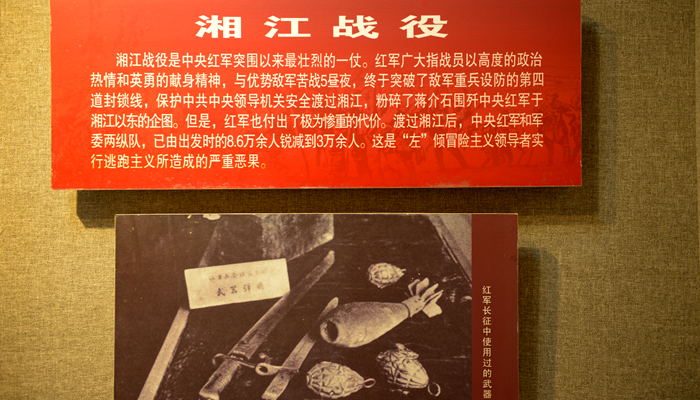 湘江战役
湘江战役是中央红军突围以来最壮烈的一仗。红军广大指战员以高度的政治
热情和英勇的献身精神，与优势敌军苦战5昼夜，终于突破了敌军重兵设防的第四
道封锁线，保护中共中央领导机关安全渡过湘江，粉碎了蒋介石围歼中央红军于
湘江以东的企图。但是，红军也付出了极为惨重的代价。渡过湘江后，中央红军和军
委两纵队，已由出发时的8.6万余人锐减到3万余人。这是“左”倾冒险主义领导者实
行逃跑主义所造成的严重恶果。
武器弹药
红军长征中使用过的武器